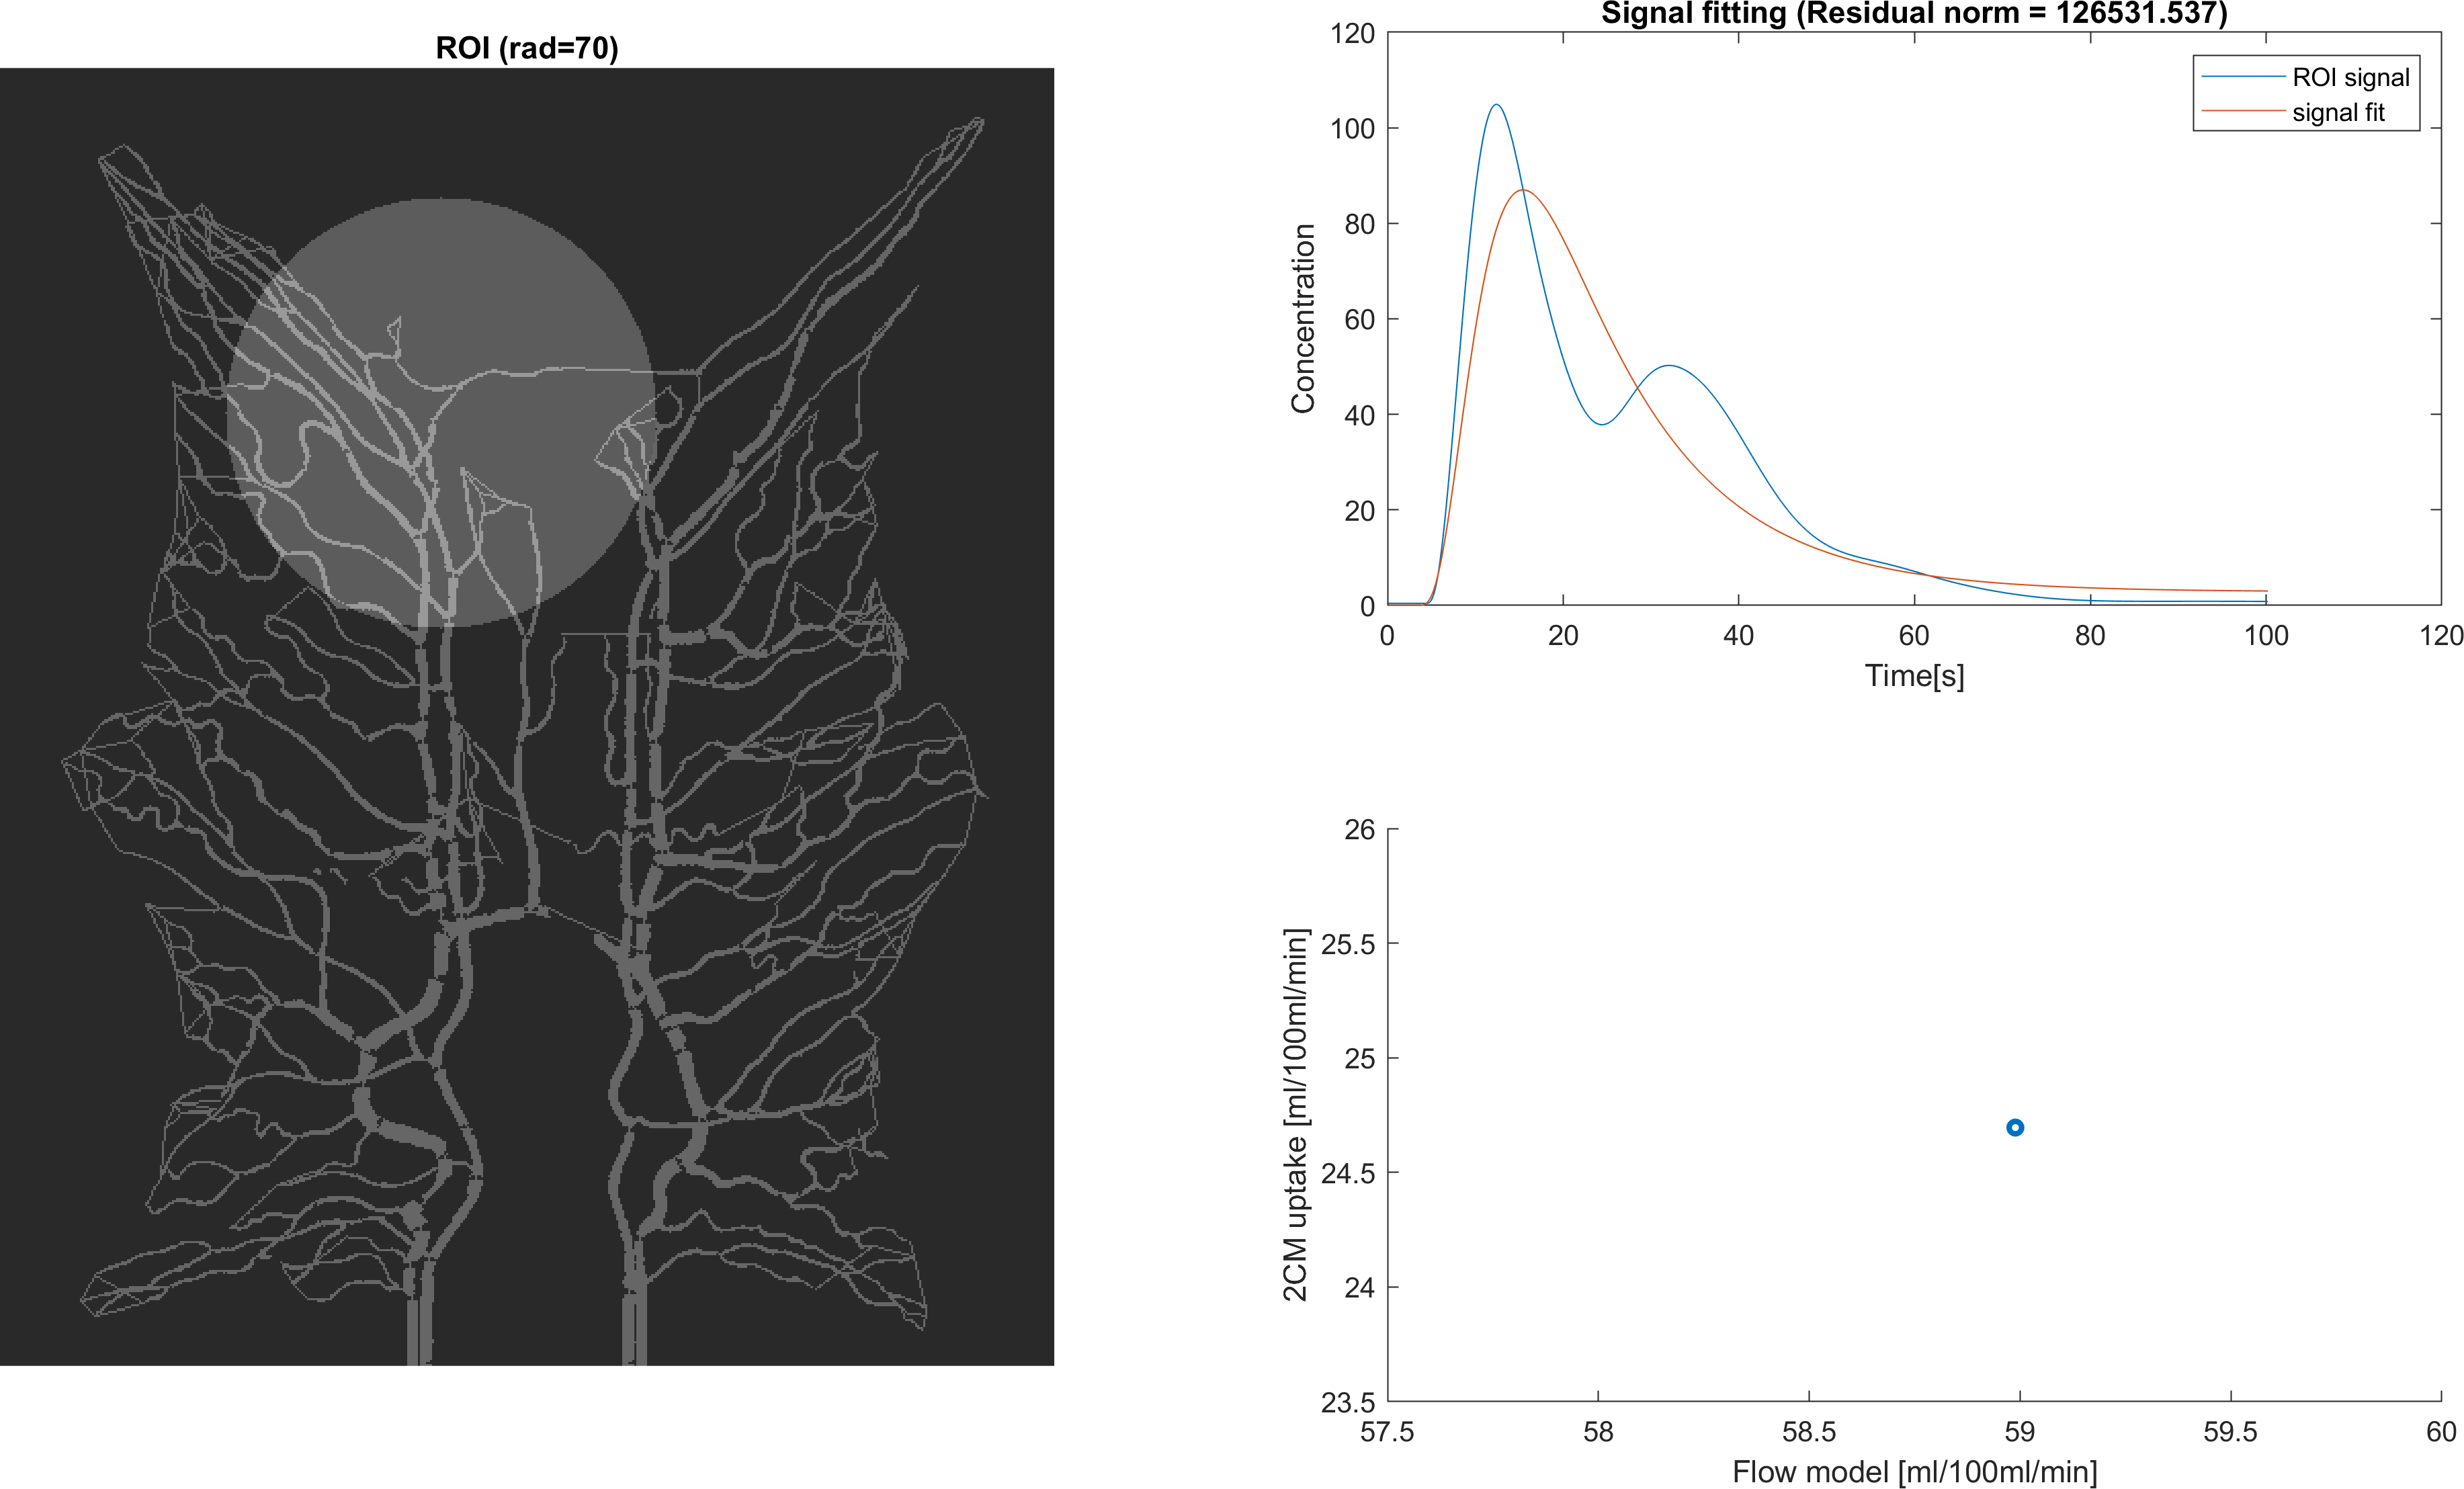 ROI (rad=70)
Signal fitting (Residual norm = 126531.537)
120
100
80
60
40
20
0
Concentration
ROI signal
signal fit
0 20 40 60 80 100 120
Time[s]
26
25.5
25
24.5
24
23.5
2CM uptake [ml/100ml/min]
57.5 58 58.5 59 59.5 60
Flow model [ml/100ml/min]